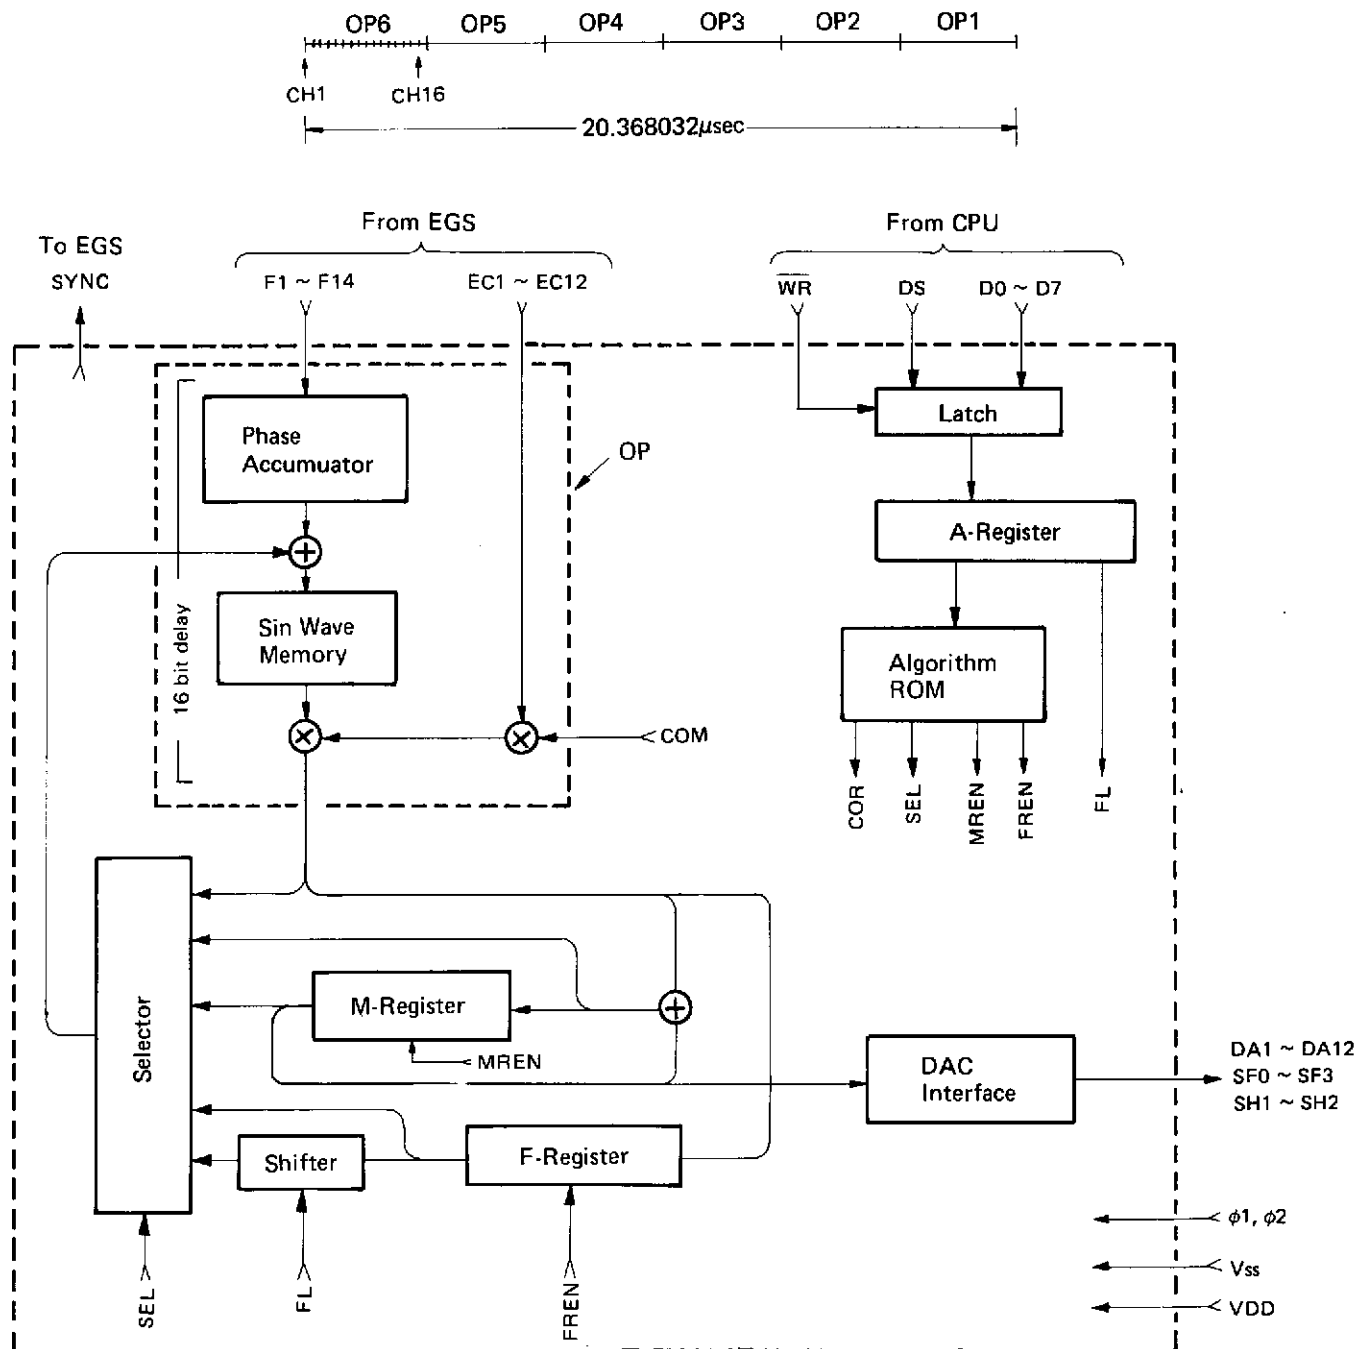 OP6 OP5 OP4 OP3 OP2 OP1
CH1 CH16
20.368032μsec
To EGS
SYNC
From EGS
F1 ~ F14 EC1 ~ EC12
From CPU
WR DS D0 ~ D7
Phase
Accumuator
OP
Latch
A-Register
16 bit delay
Sin Wave
Memory
Algorithm
ROM
COM
COR
SEL
MREN
FREN
FL
Selector
M-Register
MREN
DAC
Interface
DA1 ~ DA12
SF0 ~ SF3
SH1 ~ SH2
Shifter
F-Register
SEL
FL
FREN
φ1, φ2
Vss
VDD